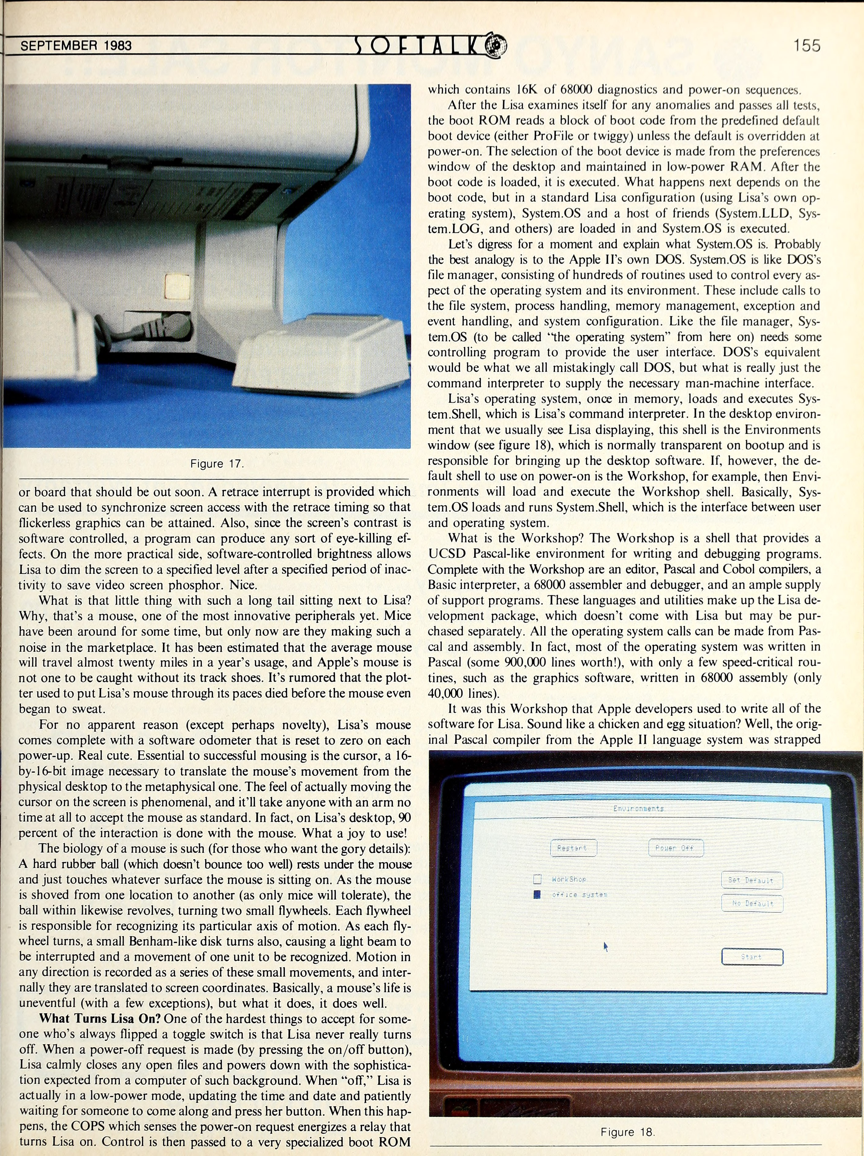 SEPTEMBER 1983
SOFTALK
155
Figure 17.
or board that should be out soon. A retrace interrupt is provided which
can be used to synchronize screen access with the retrace timing so that
flickerless graphics can be attained. Also, since the screen's contrast is
software controlled, a program can produce any sort of eye-killing ef-
fects. On the more practical side, software-controlled brightness allows
Lisa to dim the screen to a specified level after a specified period of inac-
tivity to save video screen phosphor. Nice.
What is that little thing with such a long tail sitting next to Lisa?
Why, that's a mouse, one of the most innovative peripherals yet. Mice
have been around for some time, but only now are they making such a
noise in the marketplace. It has been estimated that the average mouse
will travel almost twenty miles in a year's usage, and Apple's mouse is
not one to be caught without its track shoes. It's rumored that the plot-
ter used to put Lisa's mouse through its paces died before the mouse even
began to sweat.
For no apparent reason (except perhaps novelty), Lisa's mouse
comes complete with a software odometer that is reset to zero on each
power-up. Real cute. Essential to successful mousing is the cursor, a 16-
by-16-bit image necessary to translate the mouse's movement from the
physical desktop to the metaphysical one. The feel of actually moving the
cursor on the screen is phenomenal, and it'll take anyone with an arm no
time at all to accept the mouse as standard. In fact, on Lisa's desktop, 90
percent of the interaction is done with the mouse. What a joy to use!
The biology of a mouse is such (for those who want the gory details):
A hard rubber ball (which doesn't bounce too well) rests under the mouse
and just touches whatever surface the mouse is sitting on. As the mouse
is shoved from one location to another (as only mice will tolerate), the
ball within likewise revolves, turning two small flywheels. Each flywheel
is responsible for recognizing its particular axis of motion. As each fly-
wheel turns, a small Benham-like disk turns also, causing a light beam to
be interrupted and a movement of one unit to be recognized. Motion in
any direction is recorded as a series of these small movements, and inter-
nally they are translated to screen coordinates. Basically, a mouse's life is
uneventful (with a few exceptions), but what it does, it does well.
What Turns Lisa On? One of the hardest things to accept for some-
one who's always flipped a toggle switch is that Lisa never really turns
off. When a power-off request is made (by pressing the on/off button),
Lisa calmly closes any open files and powers down with the sophistica-
tion expected from a computer of such background. When "off," Lisa is
actually in a low-power mode, updating the time and date and patiently
waiting for someone to come along and press her button. When this hap-
pens, the COPS which senses the power-on request energizes a relay that
turns Lisa on. Control is then passed to a very specialized boot ROM
which contains 16K of 68000 diagnostics and power-on sequences.
After the Lisa examines itself for any anomalies and passes all tests,
the boot ROM reads a block of boot code from the predefined default
boot device (either ProFile or twiggy) unless the default is overridden at
power-on. The selection of the boot device is made from the preferences
window of the desktop and maintained in low-power RAM. After the
boot code is loaded, it is executed. What happens next depends on the
boot code, but in a standard Lisa configuration (using Lisa's own op-
erating system), System.OS and a host of friends (System.LLD, Sys-
tem.LOG, and others) are loaded in and System.OS is executed.
Let's digress for a moment and explain what System.OS is. Probably
the best analogy is to the Apple II's own DOS. System.OS is like DOS's
file manager, consisting of hundreds of routines used to control every as-
pect of the operating system and its environment. These include calls to
the file system, process handling, memory management, exception and
event handling, and system configuration. Like the file manager, Sys-
tem.OS (to be called "the operating system" from here on) needs some
controlling program to provide the user interface. DOS's equivalent
would be what we all mistakingly call DOS, but what is really just the
command interpreter to supply the necessary man-machine interface.
Lisa's operating system, once in memory, loads and executes Sys-
tem.Shell, which is Lisa's command interpreter. In the desktop environ-
ment that we usually see Lisa displaying, this shell is the Environments
window (see figure 18), which is normally transparent on bootup and is
responsible for bringing up the desktop software. If, however, the de-
fault shell to use on power-on is the Workshop, for example, then Envi-
ronments will load and execute the Workshop shell. Basically, Sys-
tem.OS loads and runs System.Shell, which is the interface between user
and operating system.
What is the Workshop? The Workshop is a shell that provides a
UCSD Pascal-like environment for writing and debugging programs.
Complete with the Workshop are an editor, Pascal and Cobol compilers, a
Basic interpreter, a 68000 assembler and debugger, and an ample supply
of support programs. These languages and utilities make up the Lisa de-
velopment package, which doesn't come with Lisa but may be pur-
chased separately. All the operating system calls can be made from Pas-
cal and assembly. In fact, most of the operating system was written in
Pascal (some 900,000 lines worth!), with only a few speed-critical rou-
tines, such as the graphics software, written in 68000 assembly (only
40,000 lines).
It was this Workshop that Apple developers used to write all of the
software for Lisa. Sound like a chicken and egg situation? Well, the orig-
inal Pascal compiler from the Apple II language system was strapped
Environments
Restart
Power Off
WorkShop
Set Default
office system
No Default
Start
Figure 18.